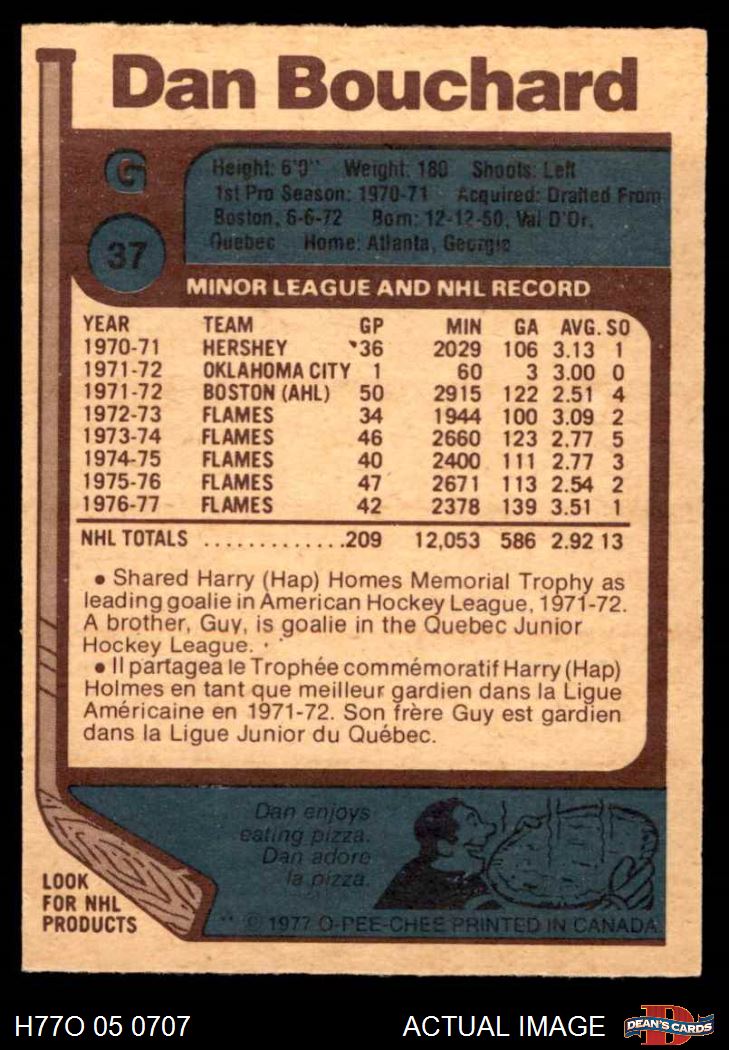 Dan Bouchard
G
Height: 6'0" Weight: 180 Shoots: Left
1st Pro Season: 1970-71 Acquired: Drafted From
Boston, 6-6-72 Born: 12-12-50, Val D'Or,
Quebec Home: Atlanta, Georgia
37
MINOR LEAGUE AND NHL RECORD
YEAR TEAM GP MIN GA AVG. SO
1970-71 HERSHEY 36 2029 106 3.13 1
1971-72 OKLAHOMA CITY 1 60 3 3.00 0
1971-72 BOSTON (AHL) 50 2915 122 2.51 4
1972-73 FLAMES 34 1944 100 3.09 2
1973-74 FLAMES 46 2660 123 2.77 5
1974-75 FLAMES 40 2400 111 2.77 3
1975-76 FLAMES 47 2671 113 2.54 2
1976-77 FLAMES 42 2378 139 3.51 1
NHL TOTALS .............209 12,053 586 2.92 13
• Shared Harry (Hap) Homes Memorial Trophy as
leading goalie in American Hockey League, 1971-72.
A brother, Guy, is goalie in the Quebec Junior
Hockey League.
• Il partagea le Trophée commémoratif Harry (Hap)
Holmes en tant que meilleur gardien dans la Ligue
Américaine en 1971-72. Son frère Guy est gardien
dans la Ligue Junior du Québec.
Dan enjoys
eating pizza.
Dan adore
la pizza.
LOOK
FOR NHL
PRODUCTS
** © 1977 O-PEE-CHEE PRINTED IN CANADA
H77O 05 0707 ACTUAL IMAGE
D
DEAN'S CARDS